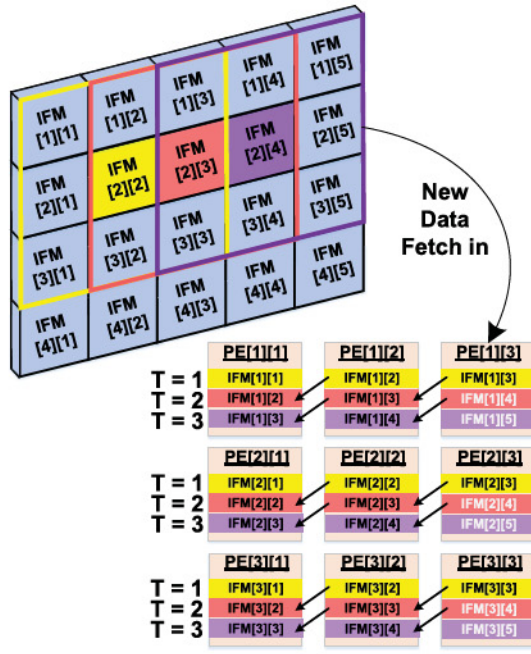 IFM [1][1] IFM [1][2] IFM [1][3] IFM [1][4] IFM [1][5]
IFM [2][1] IFM [2][2] IFM [2][3] IFM [2][4] IFM [2][5]
IFM [3][1] IFM [3][2] IFM [3][3] IFM [3][4] IFM [3][5]
IFM [4][1] IFM [4][2] IFM [4][3] IFM [4][4] IFM [4][5]
New
Data
Fetch in
PE[1][1] PE[1][2] PE[1][3]
T = 1 IFM[1][1] IFM[1][2] IFM[1][3]
T = 2 IFM[1][2] IFM[1][3] IFM[1][4]
T = 3 IFM[1][3] IFM[1][4] IFM[1][5]
PE[2][1] PE[2][2] PE[2][3]
T = 1 IFM[2][1] IFM[2][2] IFM[2][3]
T = 2 IFM[2][2] IFM[2][3] IFM[2][4]
T = 3 IFM[2][3] IFM[2][4] IFM[2][5]
PE[3][1] PE[3][2] PE[3][3]
T = 1 IFM[3][1] IFM[3][2] IFM[3][3]
T = 2 IFM[3][2] IFM[3][3] IFM[3][4]
T = 3 IFM[3][3] IFM[3][4] IFM[3][5]